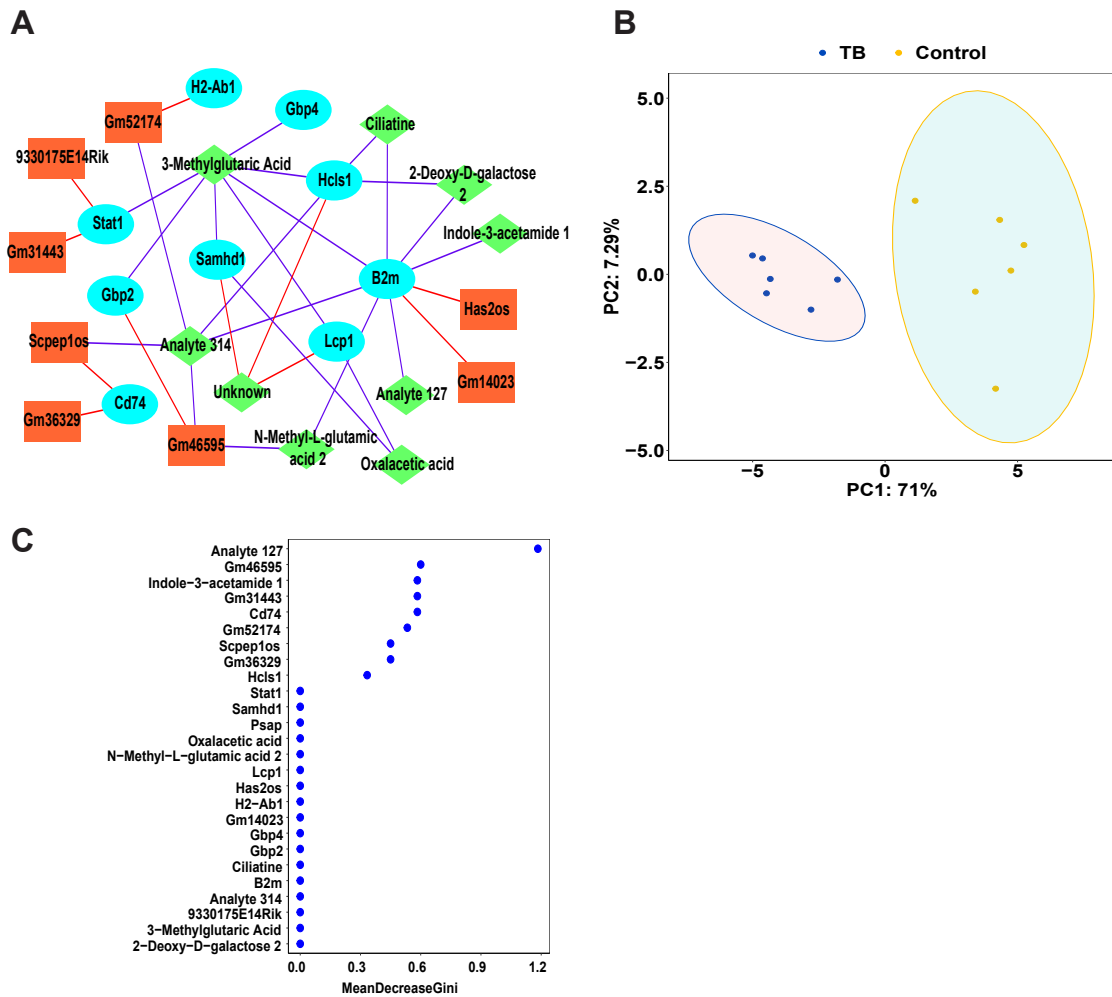 A
B
TB
Control
H2-Ab1
Gbp4
Gm52174
Ciliatine
9330175E14Rik
3-Methylglutaric Acid
Hcls1
2-Deoxy-D-galactose
2
Stat1
Indole-3-acetamide 1
Gm31443
Samhd1
B2m
Gbp2
Has2os
Scpep1os
Analyte 314
Lcp1
Gm14023
Unknown
Analyte 127
Cd74
Gm36329
Gm46595
N-Methyl-L-glutamic
acid 2
Oxalacetic acid
5.0
2.5
0.0
−2.5
−5.0
PC2: 7.29%
−5
0
5
PC1: 71%
C
Analyte 127
Gm46595
Indole−3−acetamide 1
Gm31443
Cd74
Gm52174
Scpep1os
Gm36329
Hcls1
Stat1
Samhd1
Psap
Oxalacetic acid
N−Methyl−L−glutamic acid 2
Lcp1
Has2os
H2−Ab1
Gm14023
Gbp4
Gbp2
Ciliatine
B2m
Analyte 314
9330175E14Rik
3−Methylglutaric Acid
2−Deoxy−D−galactose 2
0.0
0.3
0.6
0.9
1.2
MeanDecreaseGini